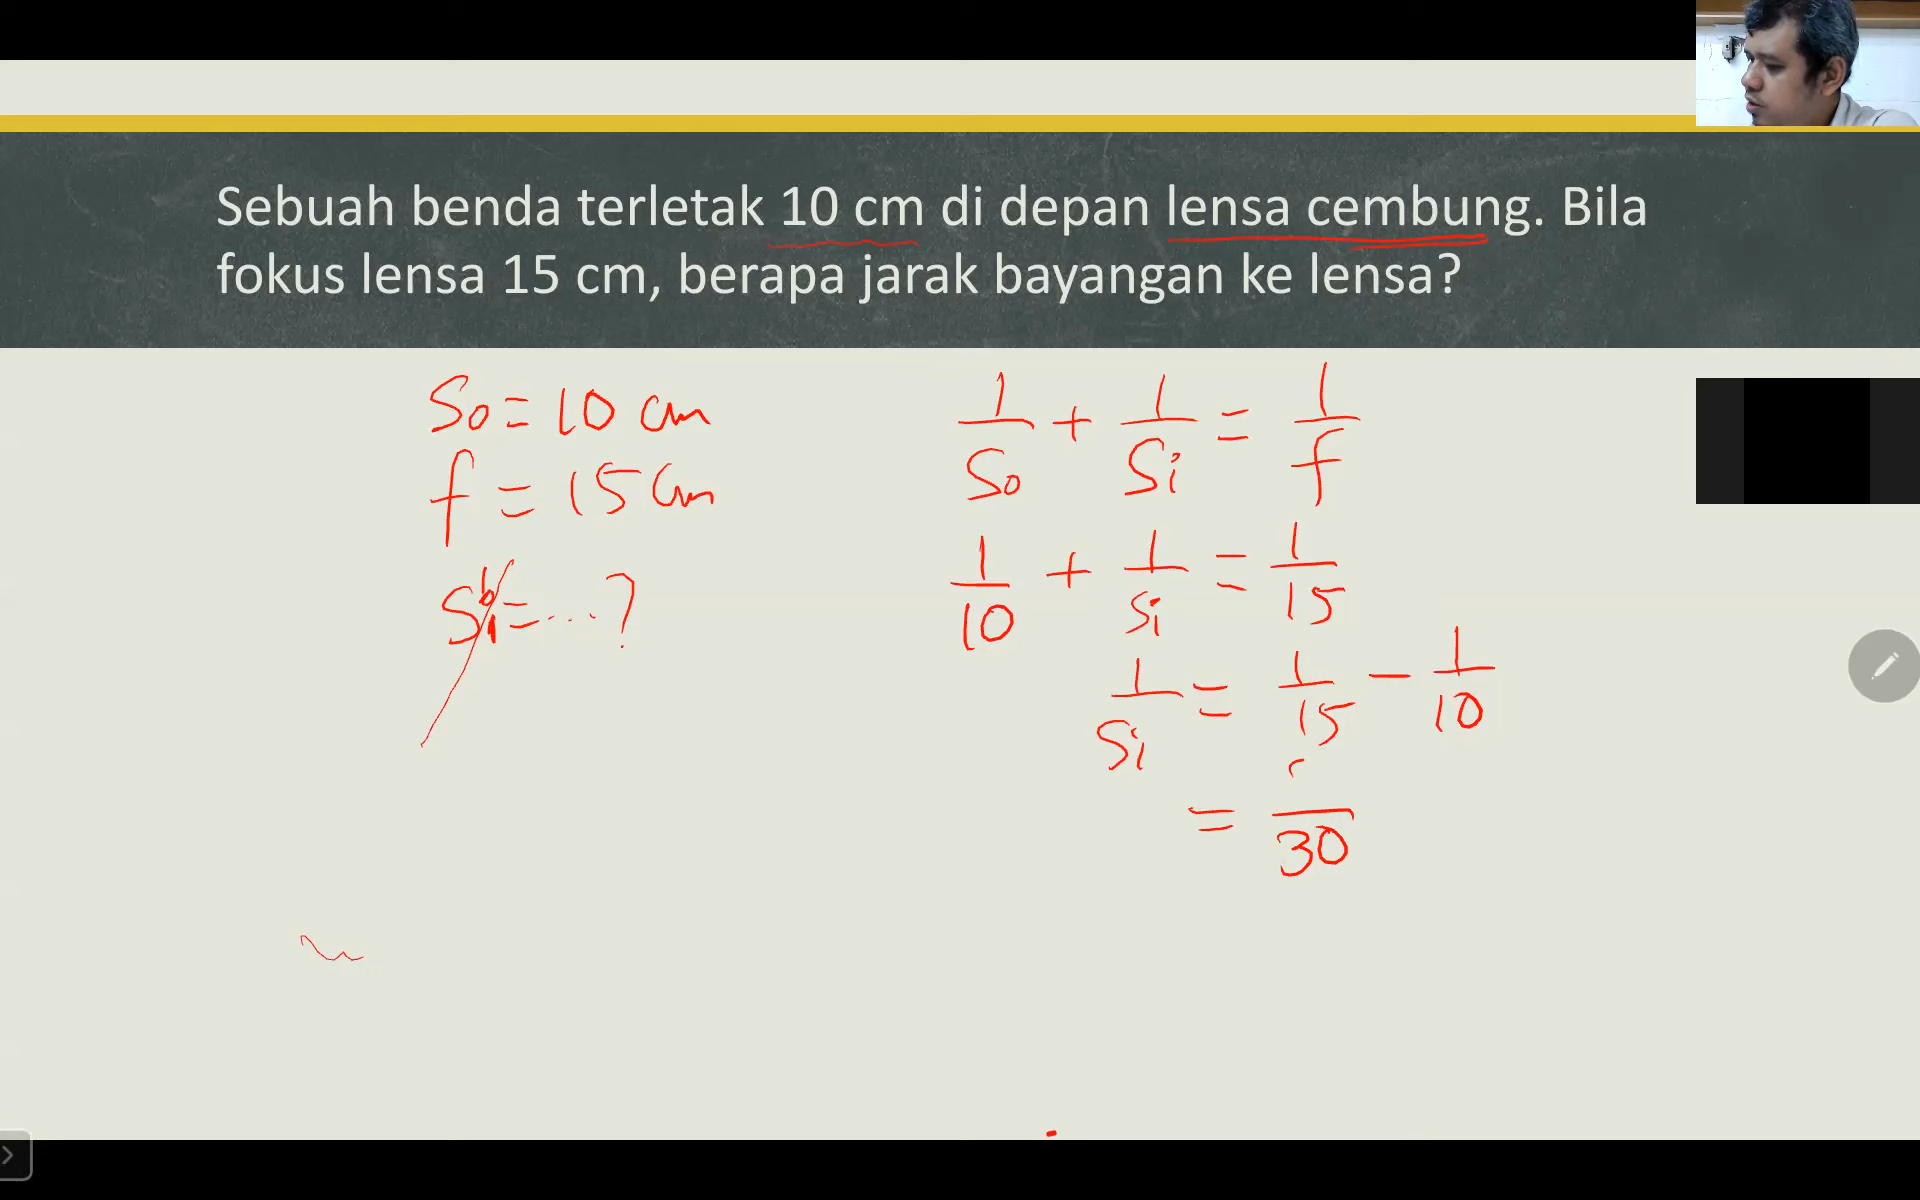 Sebuah benda terletak 10 cm di depan lensa cembung. Bila
fokus lensa 15 cm, berapa jarak bayangan ke lensa?
So = 10 cm
f = 15 cm
Si = ...?
1/So + 1/Si = 1/f
1/10 + 1/Si = 1/15
1/Si = 1/15 - 1/10
= /30